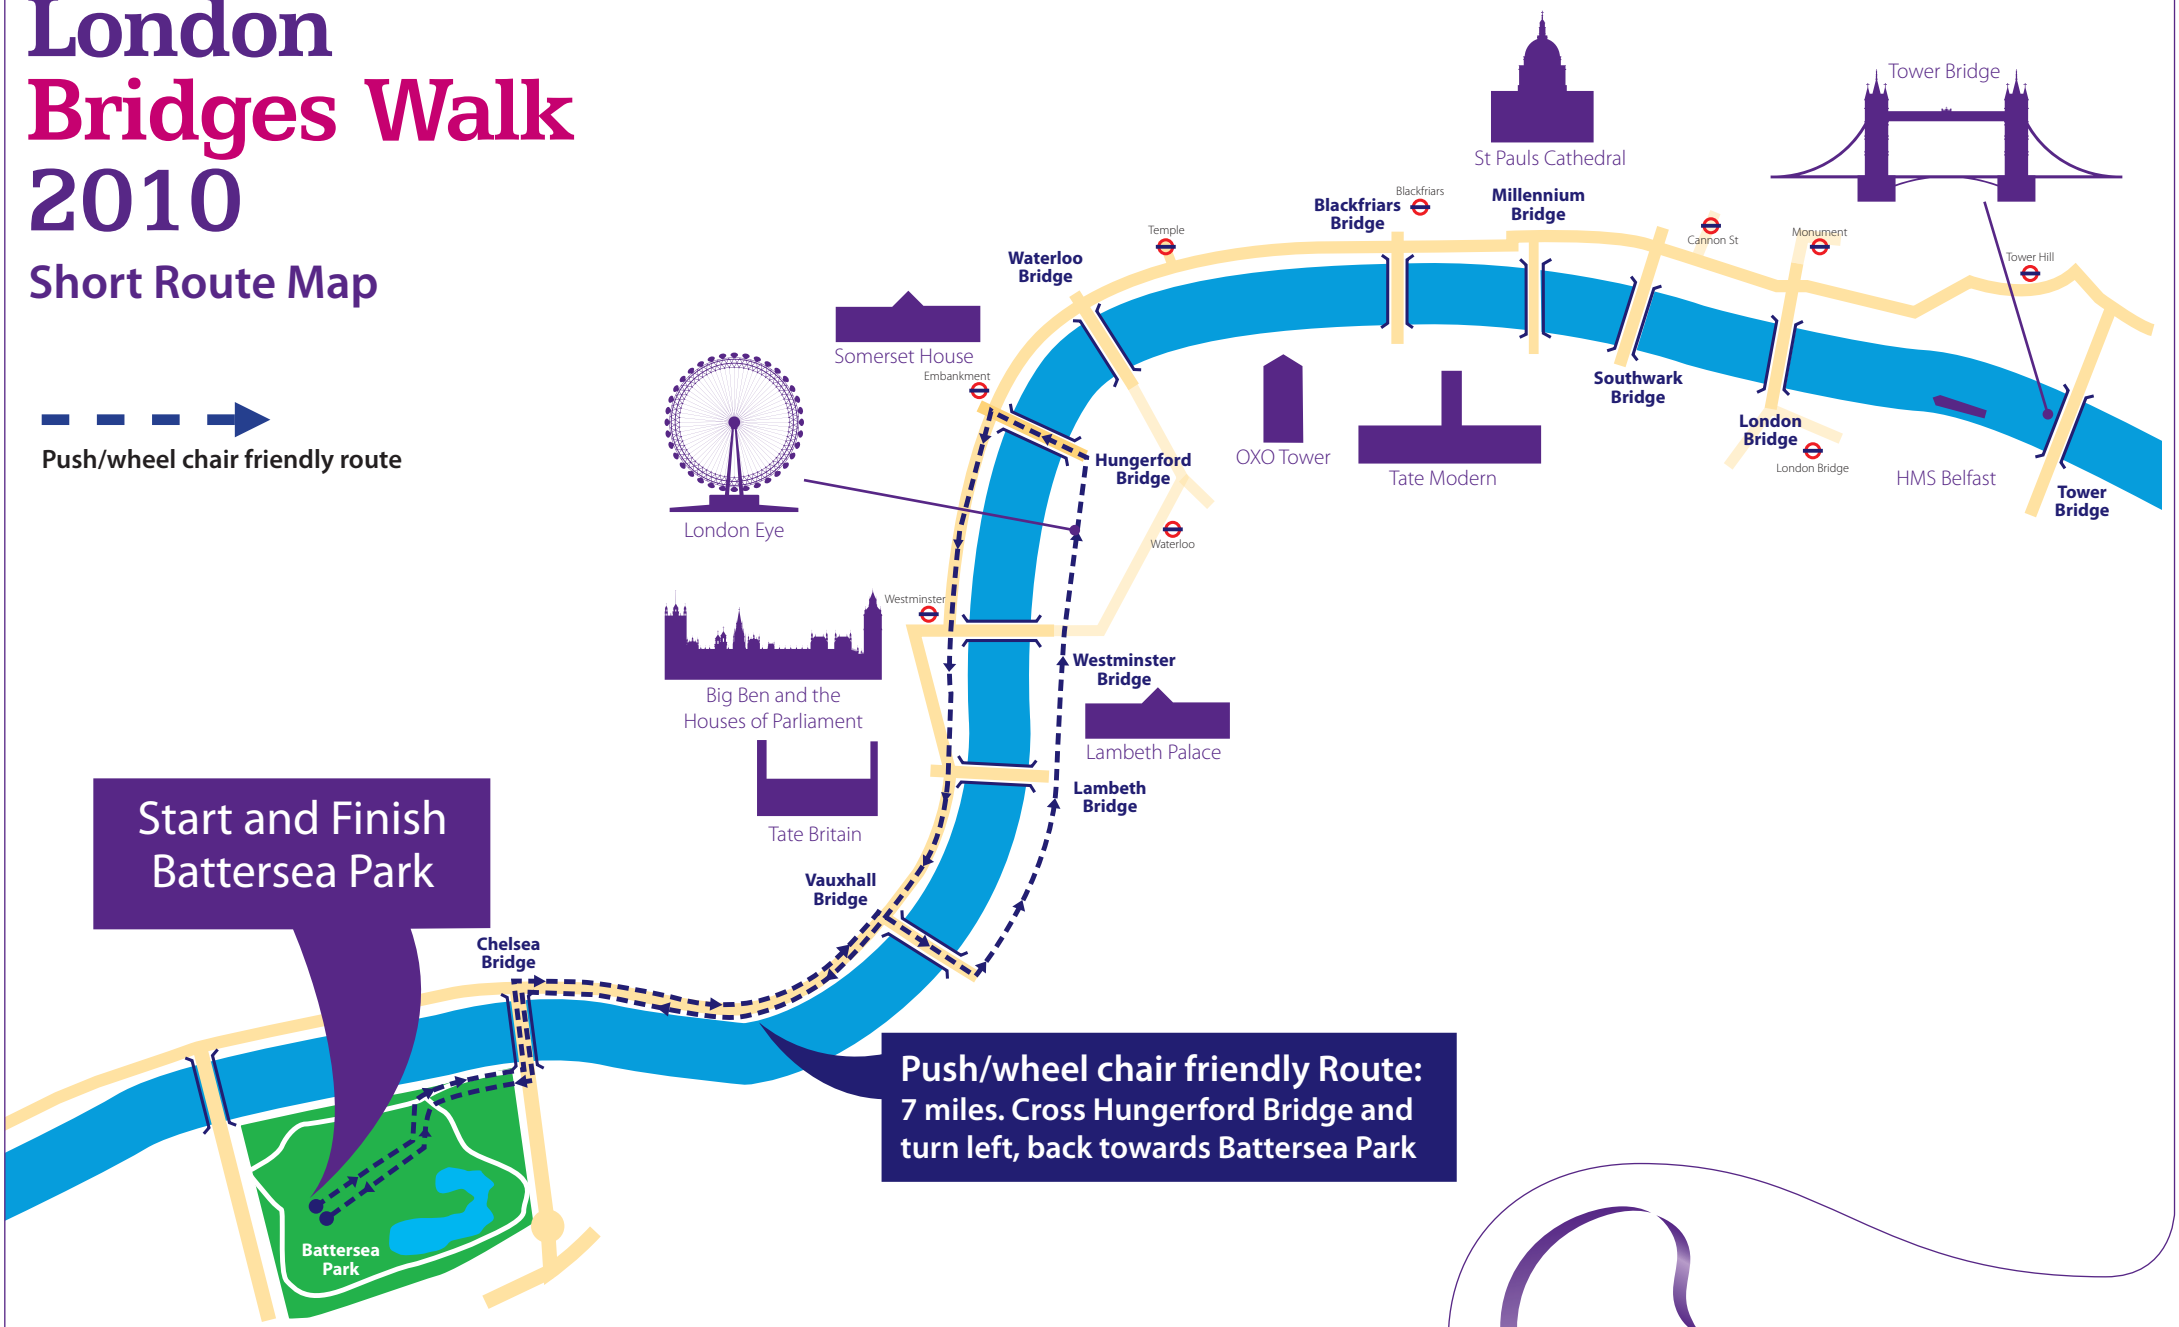 London
Bridges Walk
2010
Short Route Map
Push/wheel chair friendly route
St Pauls Cathedral
Tower Bridge
Blackfriars
Blackfriars
Bridge
Millennium
Bridge
Temple
Waterloo
Bridge
Cannon St
Monument
Tower Hill
Somerset House
Embankment
London Eye
Hungerford
Bridge
OXO Tower
Tate Modern
Southwark
Bridge
London
Bridge
London Bridge
HMS Belfast
Tower
Bridge
Waterloo
Westminster
Big Ben and the
Houses of Parliament
Westminster
Bridge
Lambeth Palace
Tate Britain
Lambeth
Bridge
Start and Finish
Battersea Park
Vauxhall
Bridge
Chelsea
Bridge
Push/wheel chair friendly Route:
7 miles. Cross Hungerford Bridge and
turn left, back towards Battersea Park
Battersea
Park